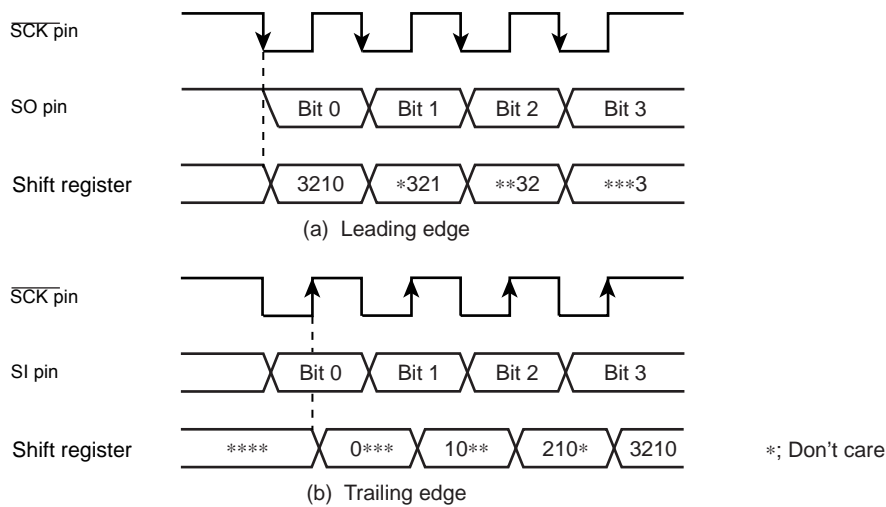 SCK pin
SO pin
Bit 0 Bit 1 Bit 2 Bit 3
Shift register
3210 *321 **32 ***3
(a) Leading edge
SCK pin
SI pin
Bit 0 Bit 1 Bit 2 Bit 3
Shift register
**** 0*** 10** 210* 3210
*; Don't care
(b) Trailing edge